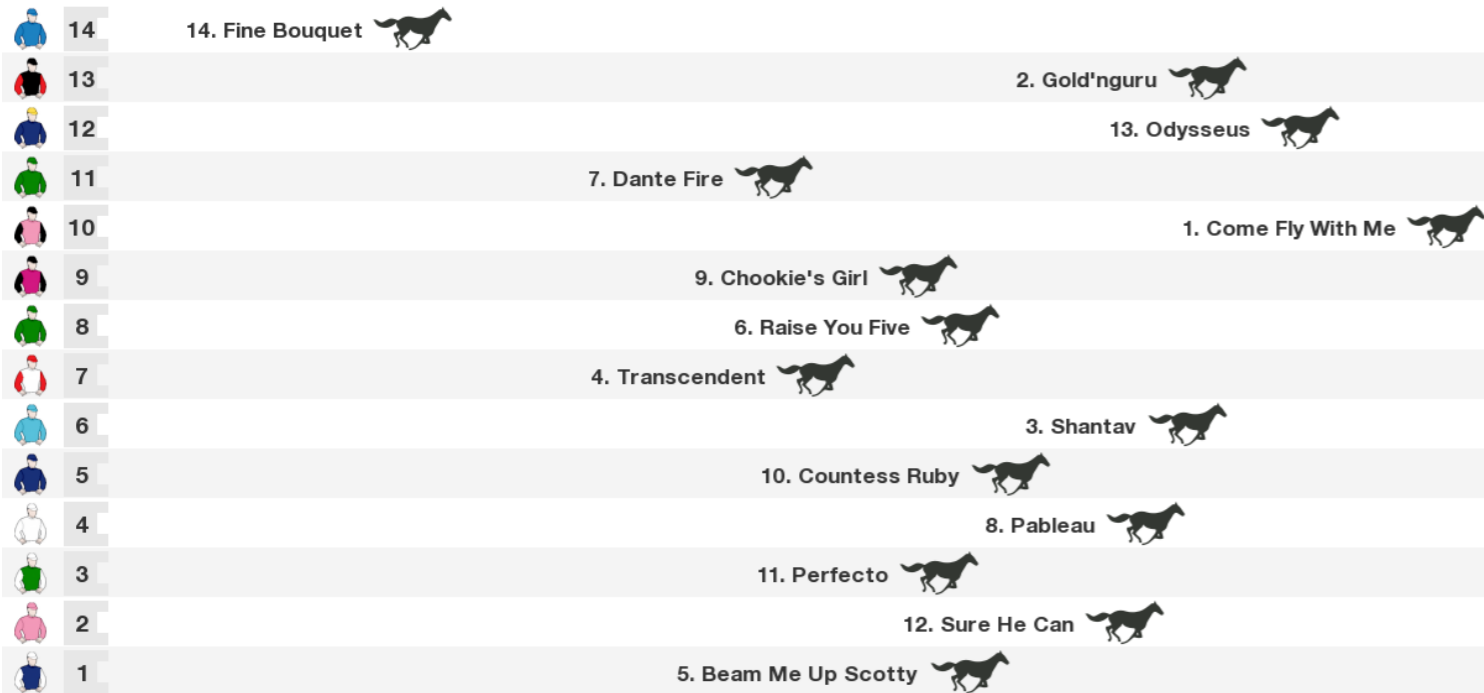 14 14. Fine Bouquet
13 2. Gold'nguru
12 13. Odysseus
11 7. Dante Fire
10 1. Come Fly With Me
9 9. Chookie's Girl
8 6. Raise You Five
7 4. Transcendent
6 3. Shantav
5 10. Countess Ruby
4 8. Pableau
3 11. Perfecto
2 12. Sure He Can
1 5. Beam Me Up Scotty